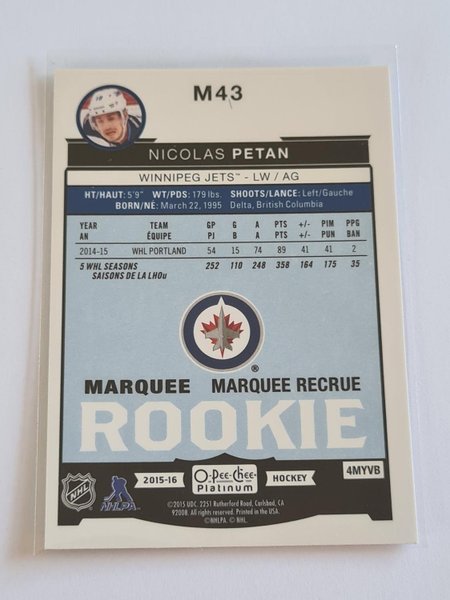 M43
NICOLAS PETAN
WINNIPEG JETS™ - LW / AG
HT/HAUT: 5'9" WT/PDS: 179 lbs. SHOOTS/LANCE: Left/Gauche
BORN/NÉ: March 22, 1995 Delta, British Columbia
YEAR TEAM GP G A PTS +/- PIM PPG
AN ÉQUIPE PJ B A PTS +/- PUN BAN
2014-15 WHL PORTLAND 54 15 74 89 41 41 2
5 WHL SEASONS 252 110 248 358 164 175 35
SAISONS DE LA LHOu
®
MARQUEE MARQUEE RECRUE
ROOKIE
4MYVB
2015-16 O-Pee-Chee Platinum HOCKEY
NHL NHLPA
©2015 UDC. 2251 Rutherford Road, Carlsbad, CA
92008. All rights reserved. Printed in the USA.
©NHLPA. © NHL.